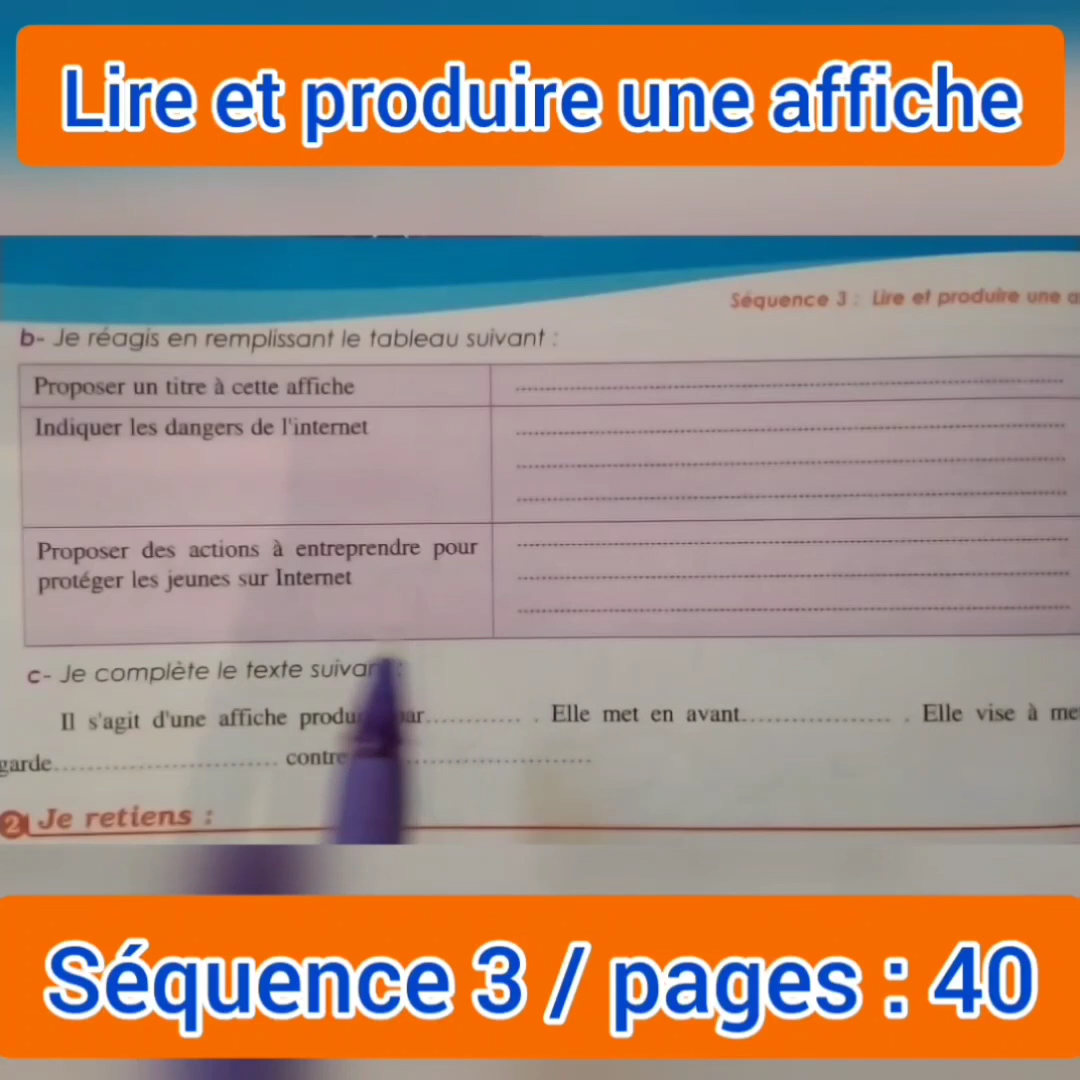 Lire et produire une affiche
Séquence 3 : Lire et produire une a
b- Je réagis en remplissant le tableau suivant :
Proposer un titre à cette affiche
Indiquer les dangers de l'internet
Proposer des actions à entreprendre pour
protéger les jeunes sur Internet
c- Je complète le texte suivant :
Il s'agit d'une affiche produ par............ . Elle met en avant.................. . Elle vise à me
garde............................ contre ........................
2 Je retiens :
Séquence 3 / pages : 40